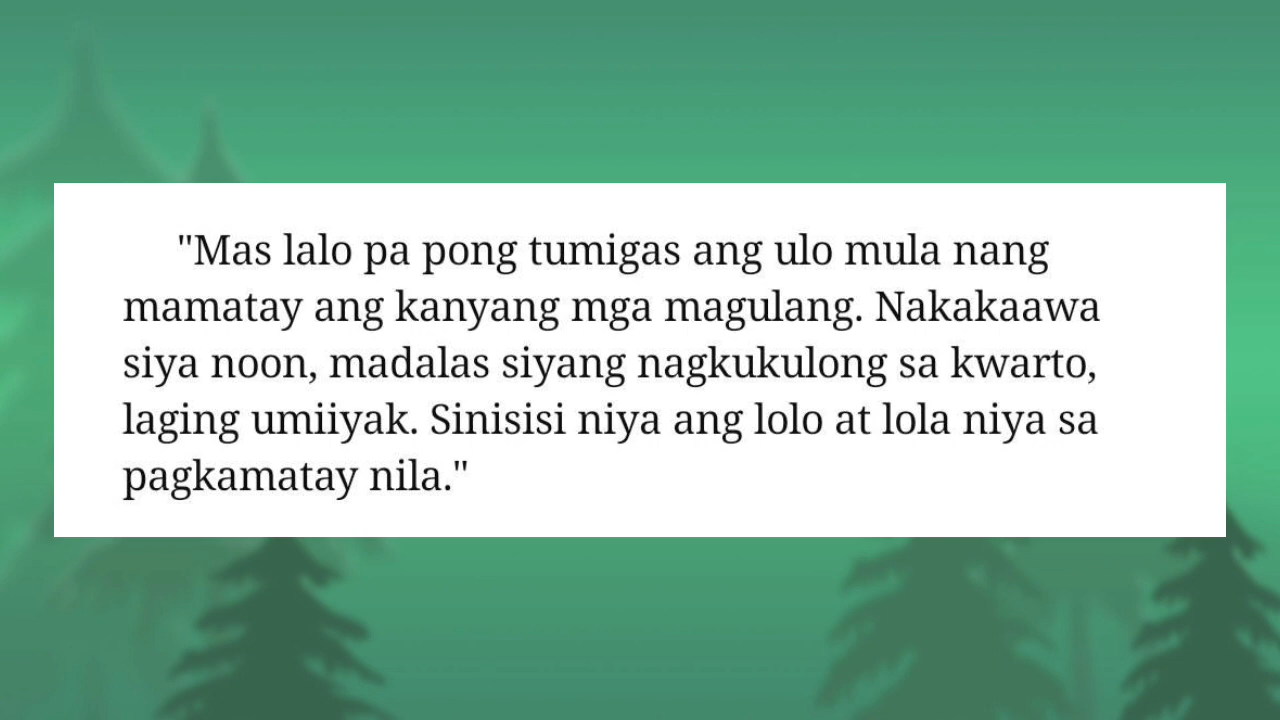 "Mas lalo pa pong tumigas ang ulo mula nang
mamatay ang kanyang mga magulang. Nakakaawa
siya noon, madalas siyang nagkukulong sa kwarto,
laging umiiyak. Sinisisi niya ang lolo at lola niya sa
pagkamatay nila."